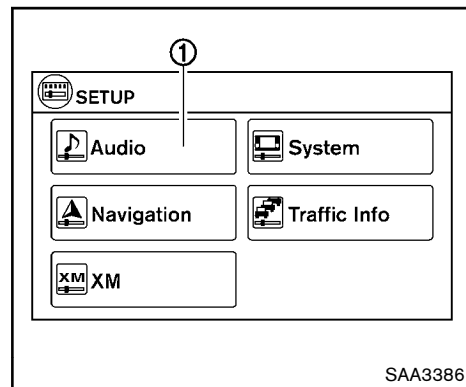 ①
SETUP
Audio
System
Navigation
Traffic Info
XM XM
SAA3386